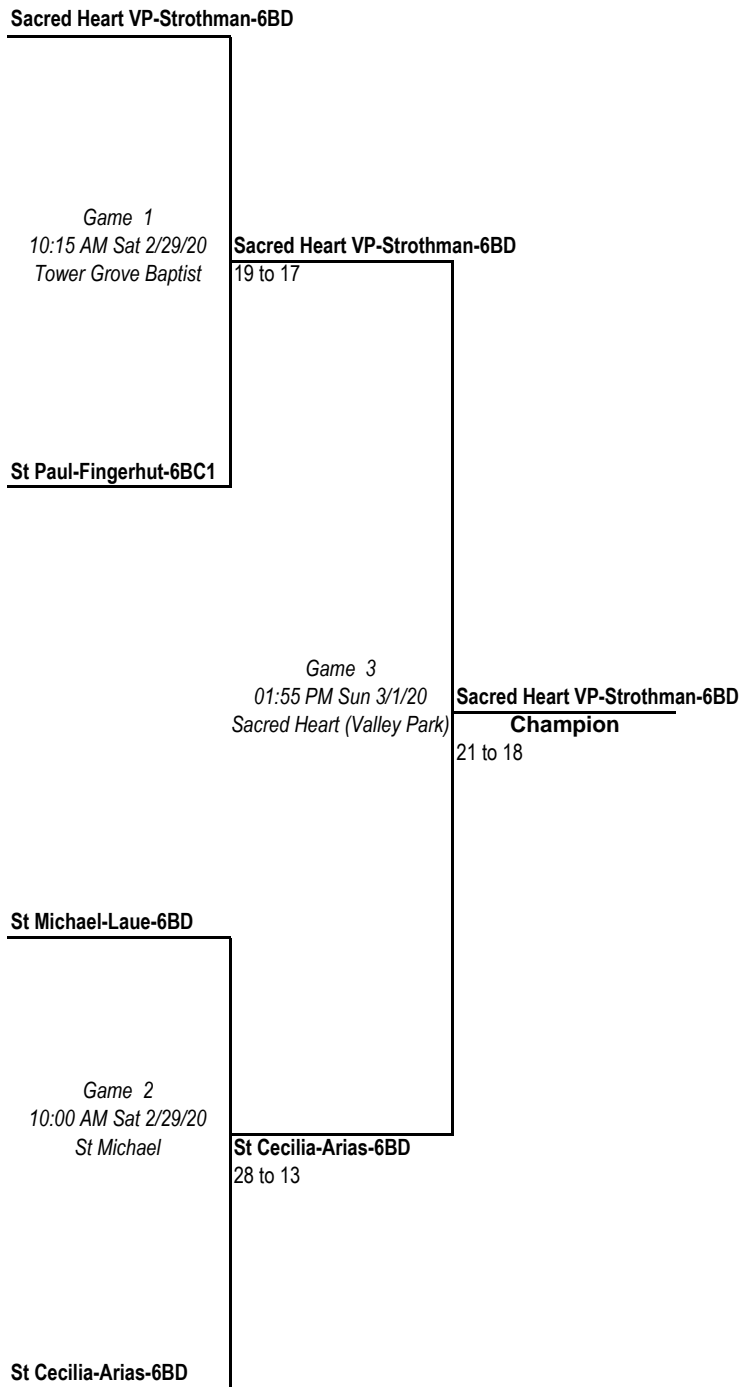 Sacred Heart VP-Strothman-6BD
Game 1
10:15 AM Sat 2/29/20
Tower Grove Baptist
Sacred Heart VP-Strothman-6BD
19 to 17
St Paul-Fingerhut-6BC1
Game 3
01:55 PM Sun 3/1/20
Sacred Heart (Valley Park)
Sacred Heart VP-Strothman-6BD
Champion
21 to 18
St Michael-Laue-6BD
Game 2
10:00 AM Sat 2/29/20
St Michael
St Cecilia-Arias-6BD
28 to 13
St Cecilia-Arias-6BD